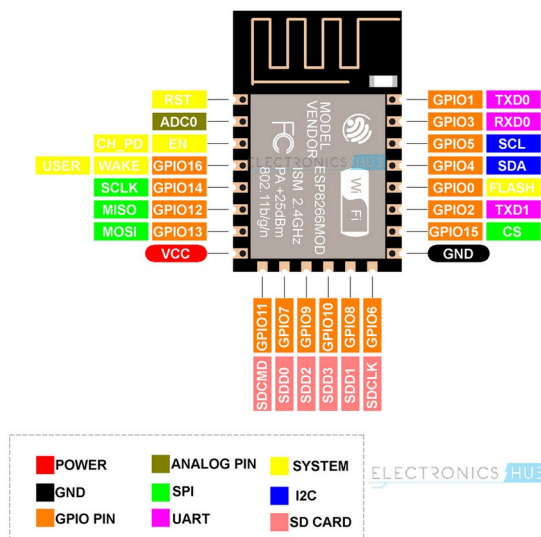 RST
ADC0
CH_PD EN
USER WAKE GPIO16
SCLK GPIO14
MISO GPIO12
MOSI GPIO13
VCC
MODEL ESP8266MOD
VENDOR
ISM 2.4GHz
PA +25dBm
802.11b/g/n
FC
Wi Fi
ELECTRONICS HUB
GPIO1 TXD0
GPIO3 RXD0
GPIO5 SCL
GPIO4 SDA
GPIO0 FLASH
GPIO2 TXD1
GPIO15 CS
GND
SDCMD GPIO11
SDD0 GPIO7
SDD2 GPIO9
SDD3 GPIO10
SDD1 GPIO8
SDCLK GPIO6
POWER ANALOG PIN SYSTEM
GND SPI I2C
GPIO PIN UART SD CARD
ELECTRONICS HUB